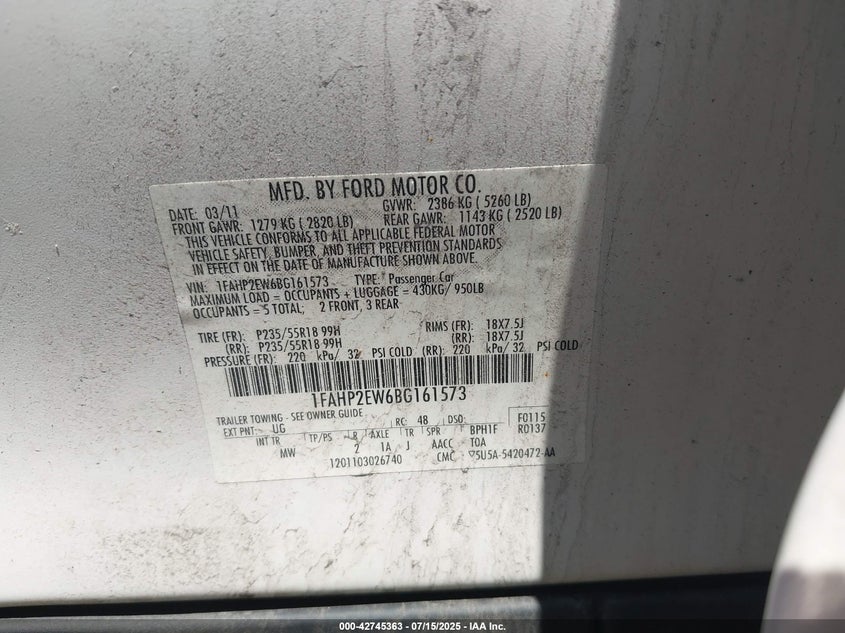 MFD. BY FORD MOTOR CO.
DATE: 03/11 GVWR: 2386 KG ( 5260 LB)
FRONT GAWR: 1279 KG ( 2820 LB) REAR GAWR: 1143 KG ( 2520 LB)
THIS VEHICLE CONFORMS TO ALL APPLICABLE FEDERAL MOTOR
VEHICLE SAFETY, BUMPER, AND THEFT PREVENTION STANDARDS
IN EFFECT ON THE DATE OF MANUFACTURE SHOWN ABOVE.
VIN: 1FAHP2EW6BG161573 TYPE: Passenger Car
MAXIMUM LOAD = OCCUPANTS + LUGGAGE = 430KG/ 950LB
OCCUPANTS = 5 TOTAL; 2 FRONT, 3 REAR
TIRE (FR): P235/55R18 99H RIMS (FR): 18X7.5J
(RR): P235/55R18 99H (RR): 18X7.5J
PRESSURE (FR): 220 kPa/ 32 PSI COLD (RR): 220 kPa/ 32 PSI COLD
1FAHP2EW6BG161573
TRAILER TOWING - SEE OWNER GUIDE F0115
EXT PNT: UG RC: 48 DSO: R0137
INT TR TP/PS R AXLE TR SPR BPH1F
MW 2 1A J AACC TOA
1201103026740 CMC ▽5U5A-5420472-AA
000-42745363 - 07/15/2025 - IAA Inc.